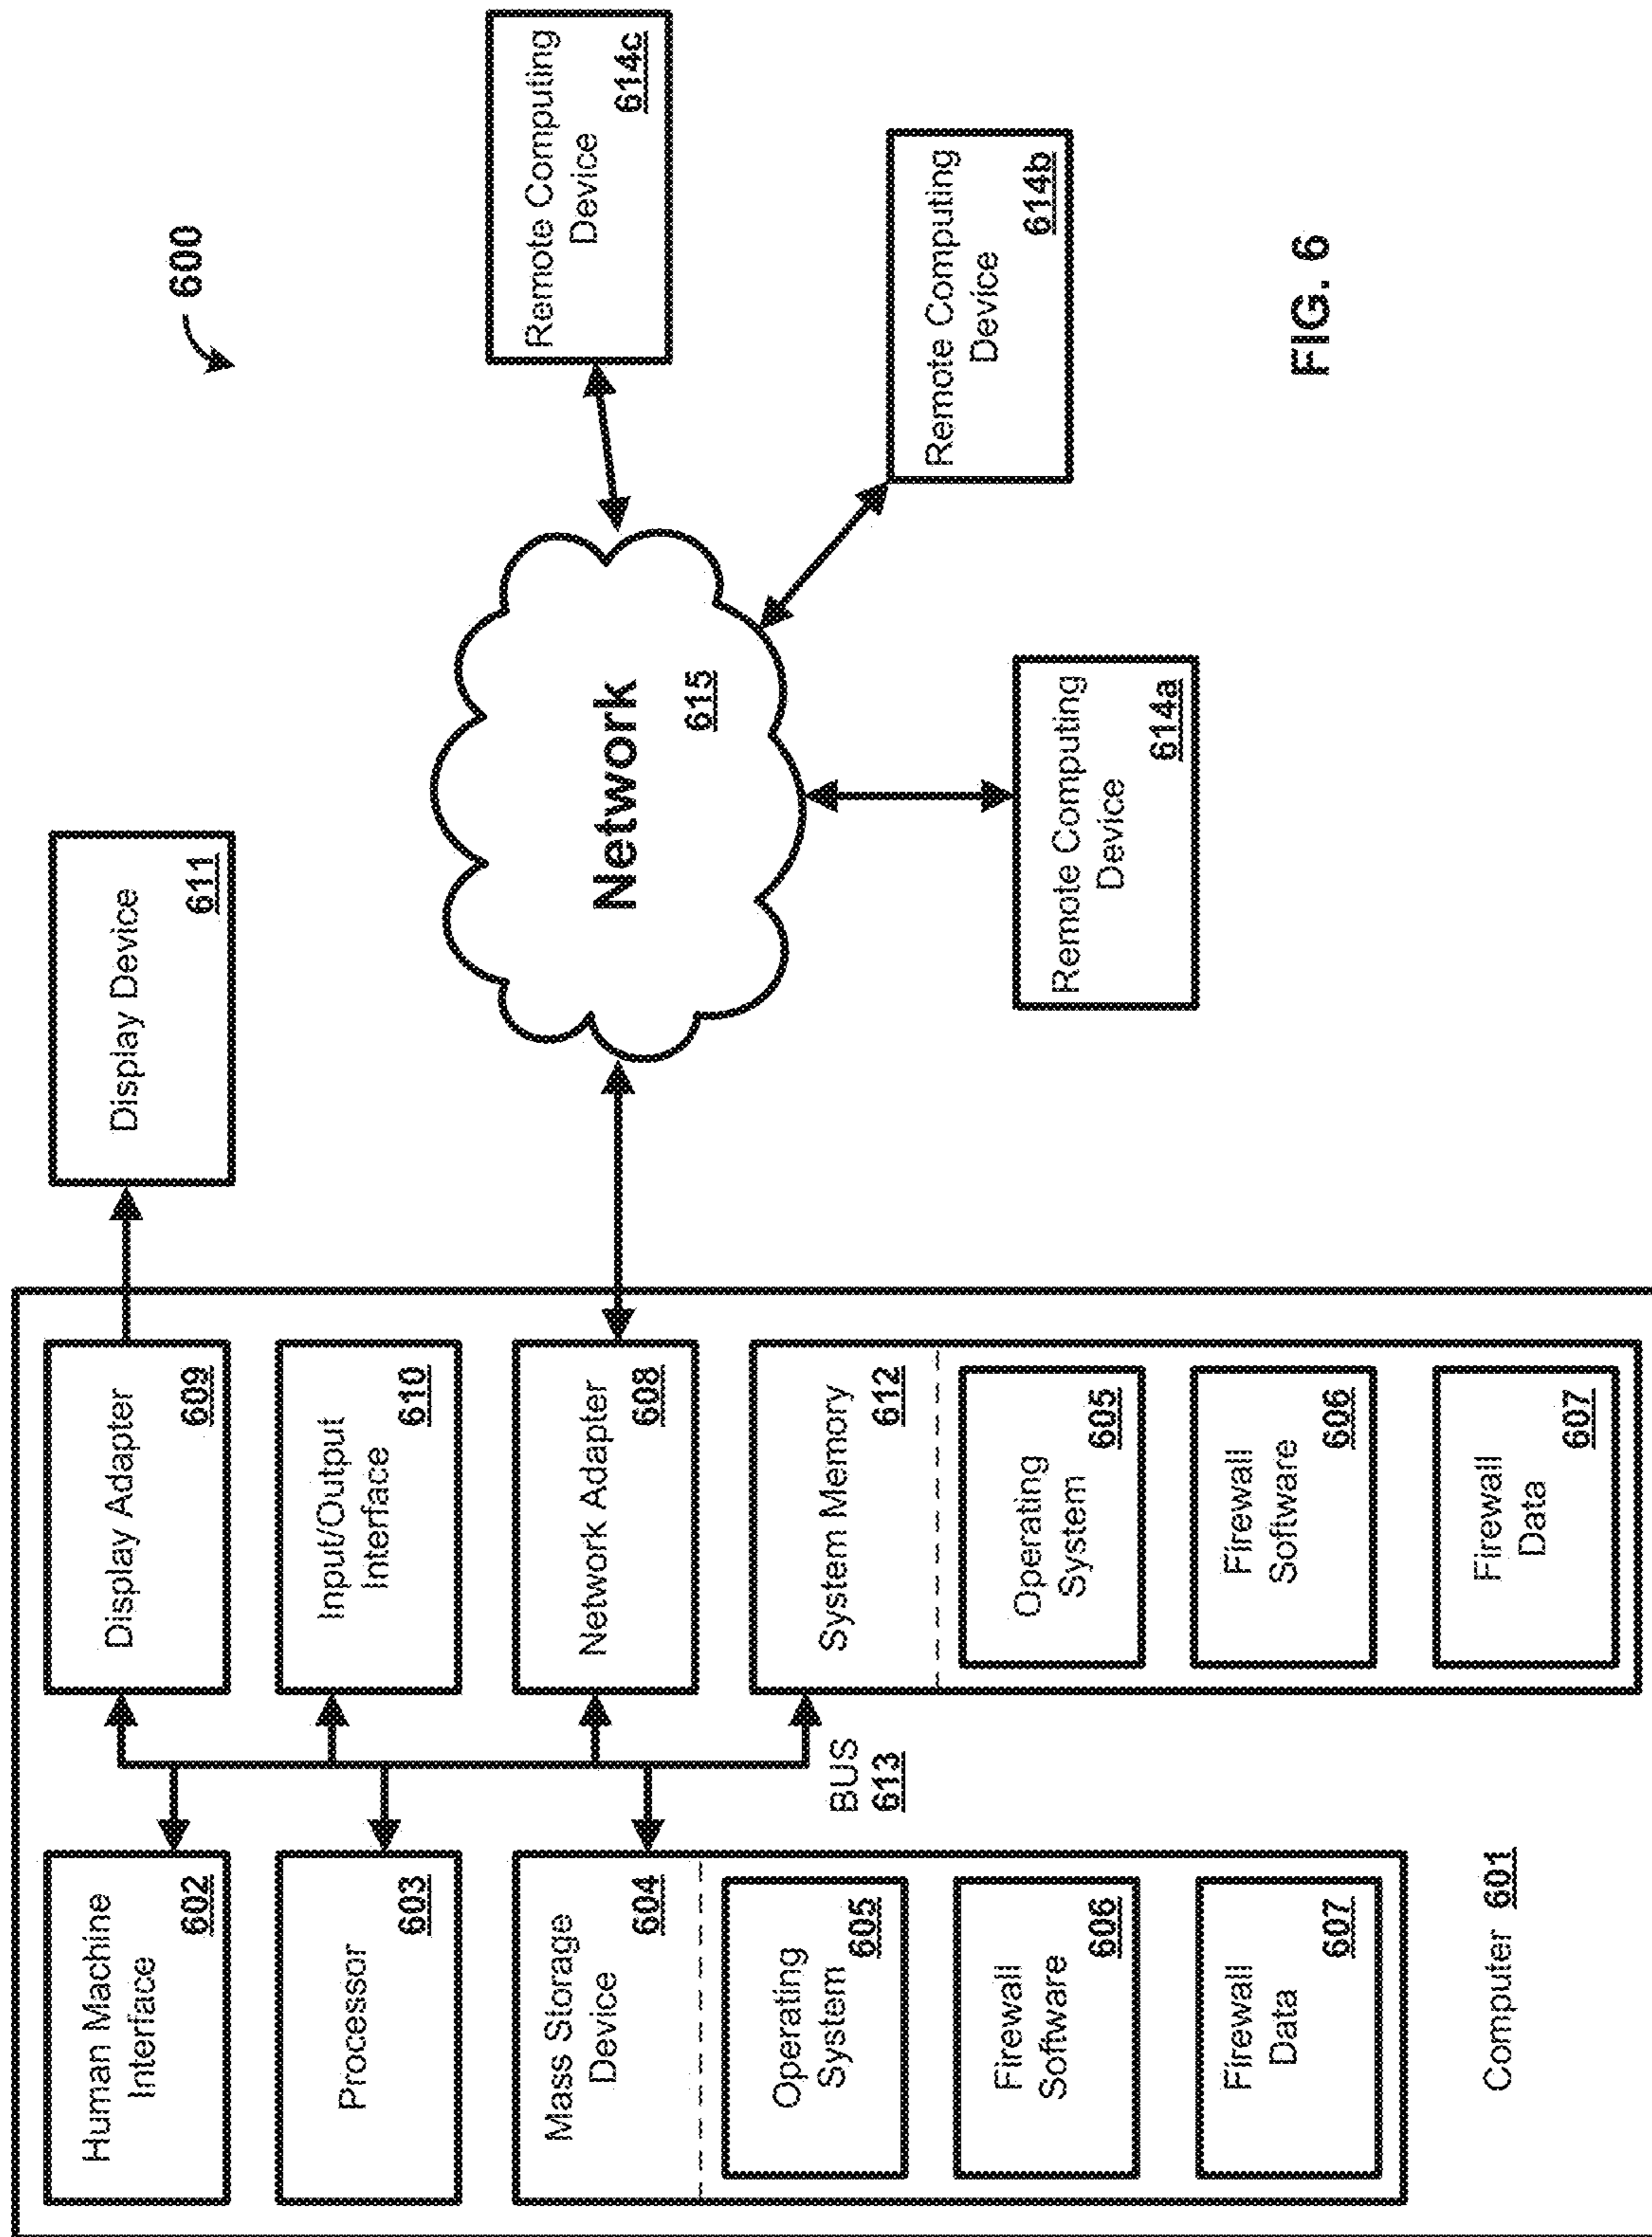 600
Human Machine
Interface
602
Processor
603
Mass Storage
Device
604
Operating
System
605
Firewall
Software
606
Firewall
Data
607
Computer 601
BUS
613
Display Adapter
609
Input/Output
Interface
610
Network Adapter
608
System Memory
612
Operating
System
605
Firewall
Software
606
Firewall
Data
607
Display Device
611
Network
615
Remote Computing
Device
614a
Remote Computing
Device
614b
Remote Computing
Device
614c
FIG. 6